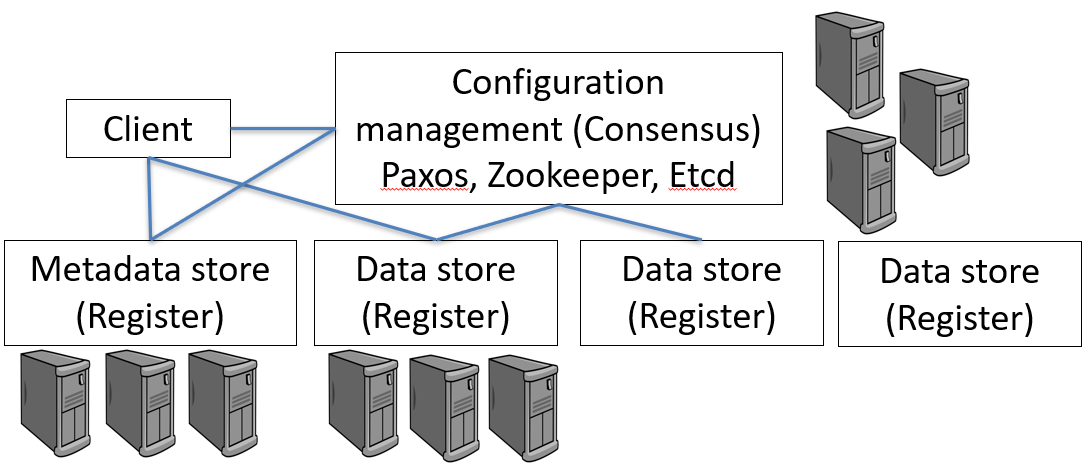 Client
Configuration
management (Consensus)
Paxos, Zookeeper, Etcd
Metadata store
(Register)
Data store
(Register)
Data store
(Register)
Data store
(Register)